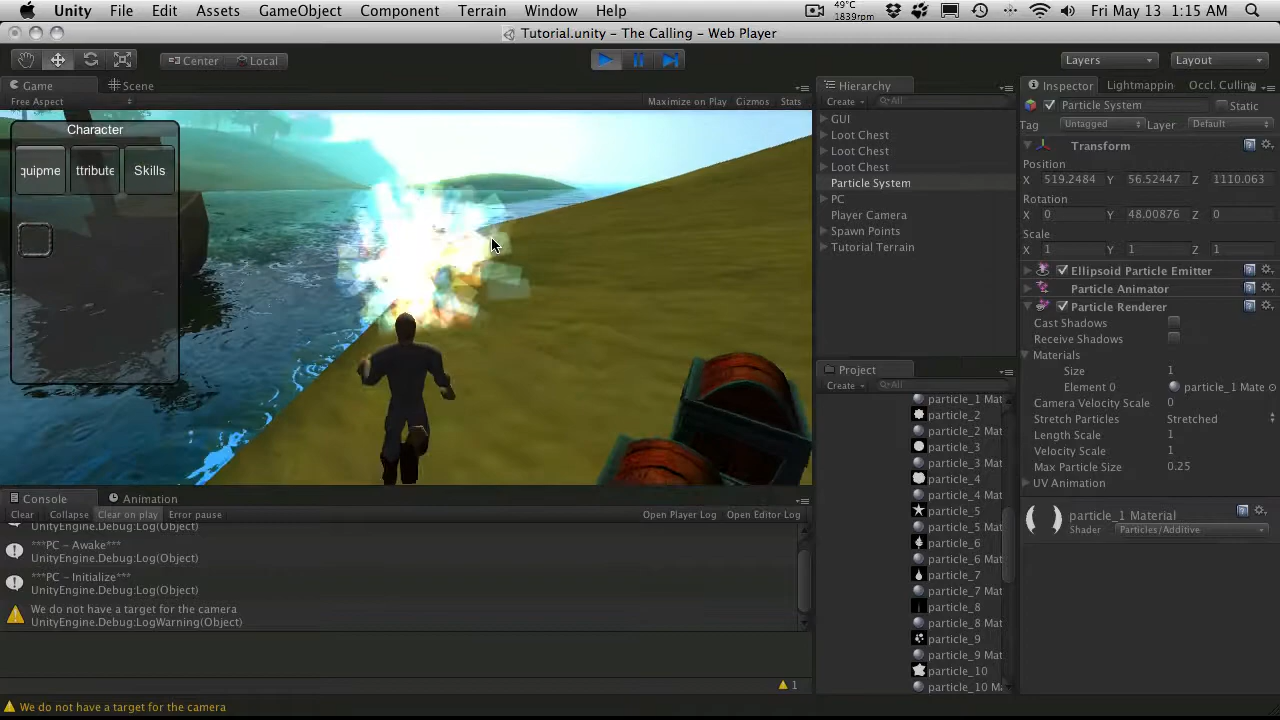 Unity File Edit Assets GameObject Component Terrain Window Help 49°C 1839rpm Fri May 13 1:15 AM
Tutorial.unity - The Calling - Web Player
Center Local Layers Layout
Game Scene Hierarchy Inspector Lightmappin Occl. Culling
Free Aspect Maximize on Play Gizmos Stats Create All Particle System Static
Character
quipme ttribute Skills
GUI
Loot Chest
Loot Chest
Loot Chest
Particle System
PC
Player Camera
Spawn Points
Tutorial Terrain
Tag Untagged Layer Default
Transform
Position
X 519.2484 Y 56.52447 Z 1110.063
Rotation
X 0 Y 48.00876 Z 0
Scale
X 1 Y 1 Z 1
Ellipsoid Particle Emitter
Particle Animator
Particle Renderer
Cast Shadows
Receive Shadows
Materials
Size 1
Element 0 particle_1 Mate
Camera Velocity Scale 0
Stretch Particles Stretched
Length Scale 1
Velocity Scale 1
Max Particle Size 0.25
UV Animation
particle_1 Material
Shader Particles/Additive
Project
Create All
particle_1 Mat
particle_2
particle_2 Mat
particle_3
particle_3 Mat
particle_4
particle_4 Mat
particle_5
particle_5 Mat
particle_6
particle_6 Mat
particle_7
particle_7 Mat
particle_8
particle_8 Mat
particle_9
particle_9 Mat
particle_10
particle_10 M
Console Animation
Clear Collapse Clear on play Error pause Open Player Log Open Editor Log
UnityEngine.Debug:Log(Object)
***PC - Awake***
UnityEngine.Debug:Log(Object)
***PC - Initialize***
UnityEngine.Debug:Log(Object)
We do not have a target for the camera
UnityEngine.Debug:LogWarning(Object)
1
We do not have a target for the camera